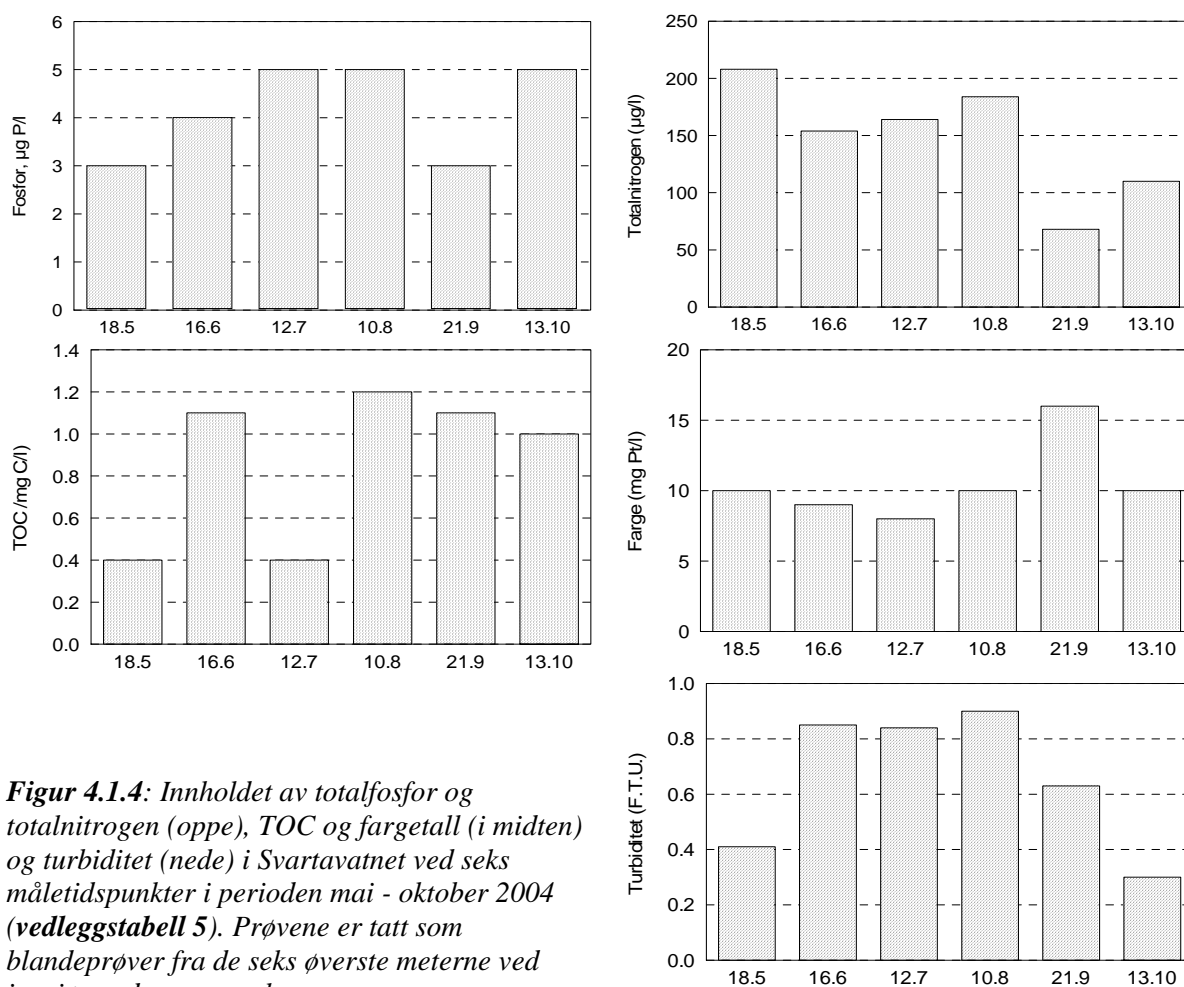 6
5
4
3
2
1
0
Fosfor, µg P/l
18.5 16.6 12.7 10.8 21.9 13.10
250
200
150
100
50
0
Totalnitrogen (µg/l)
18.5 16.6 12.7 10.8 21.9 13.10
1.4
1.2
1.0
0.8
0.6
0.4
0.2
0.0
TOC /mg C/l)
18.5 16.6 12.7 10.8 21.9 13.10
20
15
10
5
0
Farge (mg Pt/l)
18.5 16.6 12.7 10.8 21.9 13.10
1.0
0.8
0.6
0.4
0.2
0.0
Turbiditet (F.T.U.)
18.5 16.6 12.7 10.8 21.9 13.10
Figur 4.1.4: Innholdet av totalfosfor og
totalnitrogen (oppe), TOC og fargetall (i midten)
og turbiditet (nede) i Svartavatnet ved seks
måletidspunkter i perioden mai - oktober 2004
(vedleggstabell 5). Prøvene er tatt som
blandeprøver fra de seks øverste meterne ved